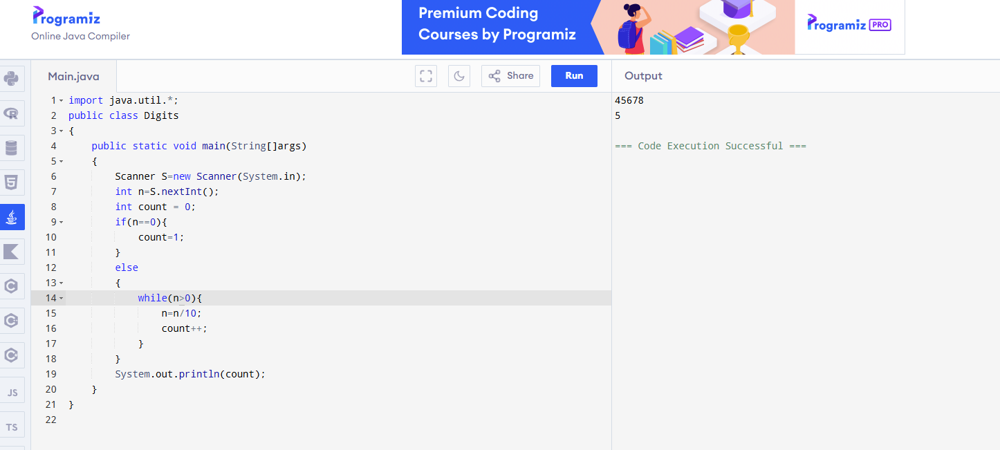 Programiz
Online Java Compiler
Premium Coding
Courses by Programiz
Programiz PRO
Main.java
Share
Run
Output
1 import java.util.*;
2 public class Digits
3 {
4 public static void main(String[]args)
5 {
6 Scanner S=new Scanner(System.in);
7 int n=S.nextInt();
8 int count = 0;
9 if(n==0){
10 count=1;
11 }
12 else
13 {
14 while(n>0){
15 n=n/10;
16 count++;
17 }
18 }
19 System.out.println(count);
20 }
21 }
22
45678
5
=== Code Execution Successful ===
R
5
C
C
C
JS
TS